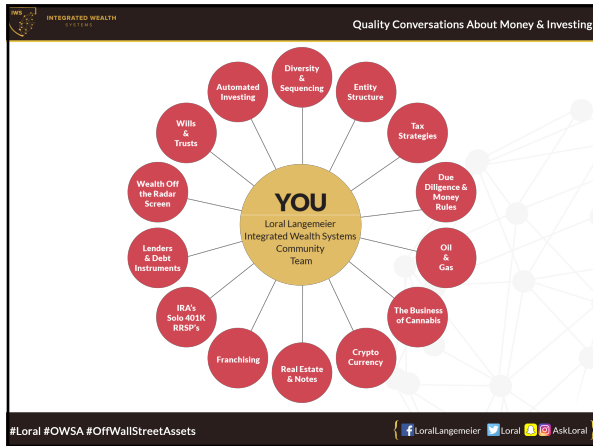 IWS
INTEGRATED WEALTH
SYSTEMS
Quality Conversations About Money & Investing
Diversity
&
Sequencing
Entity
Structure
Tax
Strategies
Due
Diligence &
Money
Rules
Oil
&
Gas
The Business
of Cannabis
Crypto
Currency
Real Estate
& Notes
Franchising
IRA's
Solo 401K
RRSP's
Lenders
& Debt
Instruments
Wealth Off
the Radar
Screen
Wills
&
Trusts
Automated
Investing
YOU
Loral Langemeier
Integrated Wealth Systems
Community
Team
#Loral #OWSA #OffWallStreetAssets
LoralLangemeier
Loral
AskLoral